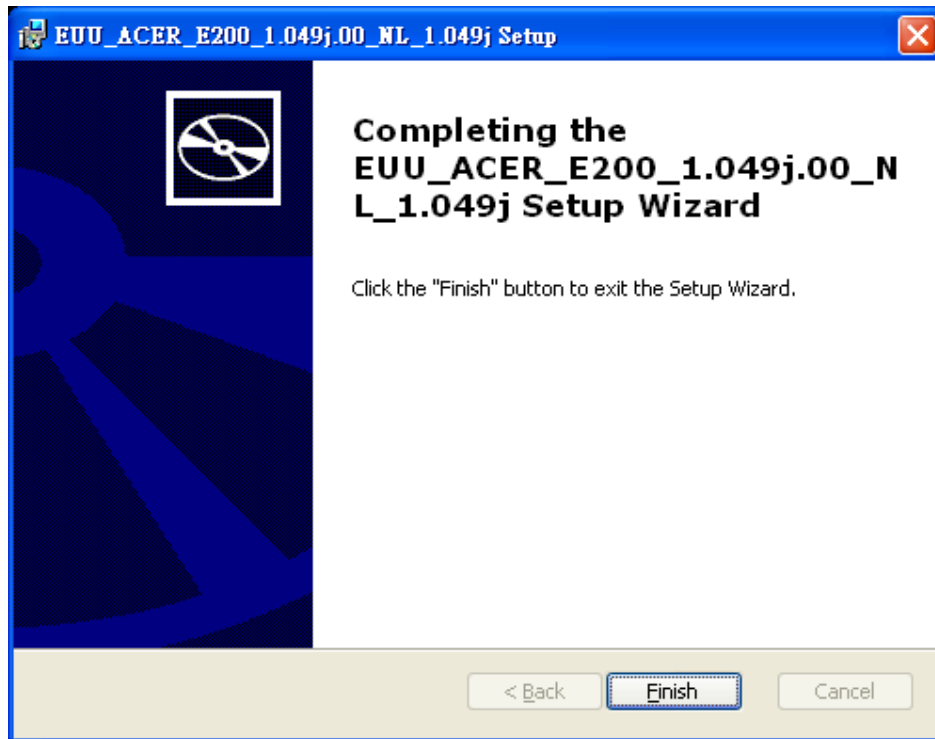 EUU_ACER_E200_1.049j.00_NL_1.049j Setup
Completing the
EUU_ACER_E200_1.049j.00_N
L_1.049j Setup Wizard
Click the "Finish" button to exit the Setup Wizard.
< Back Finish Cancel